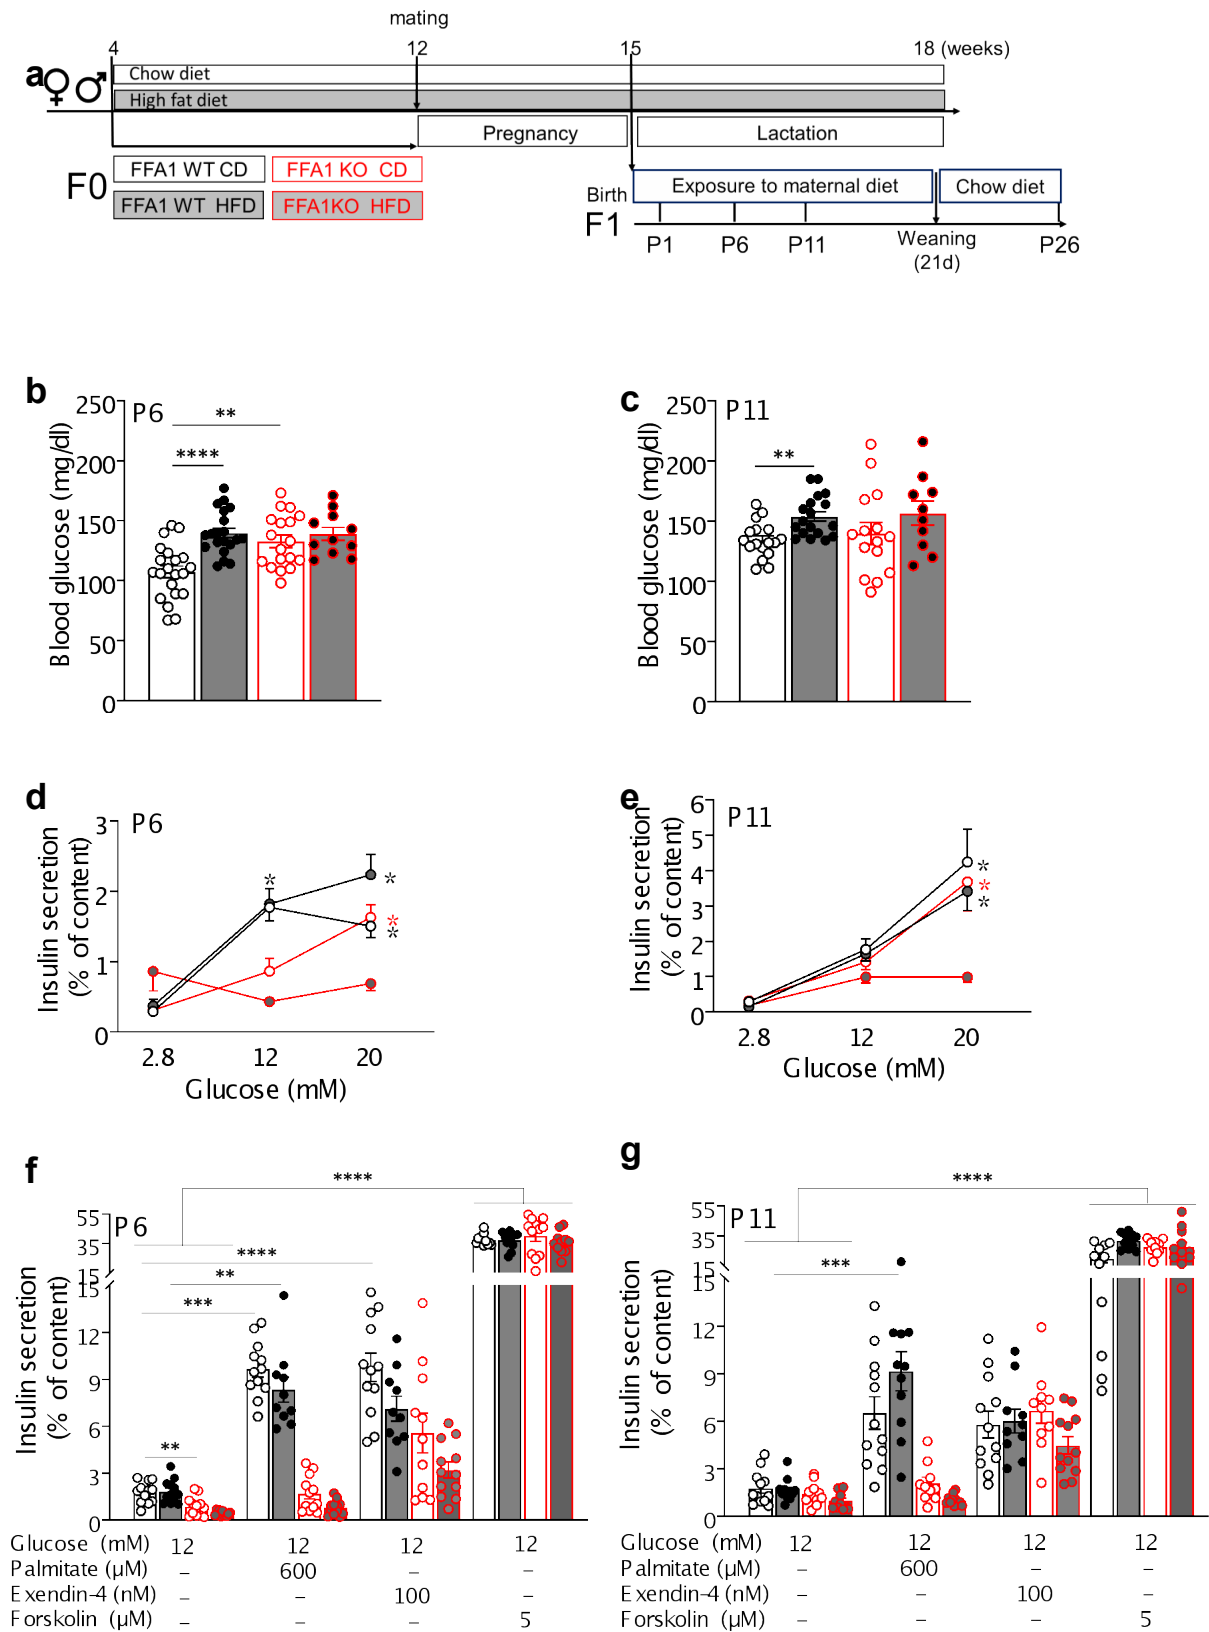 mating
4 12 15 18 (weeks)
a ♀ ♂ Chow diet
High fat diet
Pregnancy Lactation
F0 FFA1 WT CD FFA1 KO CD
FFA1 WT HFD FFA1KO HFD
Birth Exposure to maternal diet Chow diet
F1
P1 P6 P11 Weaning P26
(21d)
b
P6
Blood glucose (mg/dl)
250
200
150
100
50
0
**
****
c
P11
Blood glucose (mg/dl)
250
200
150
100
50
0
**
d
P6
Insulin secretion
(% of content)
3
2
1
0
*
*
*
*
2.8 12 20
Glucose (mM)
e
P11
Insulin secretion
(% of content)
6
5
4
3
2
1
0
*
*
*
2.8 12 20
Glucose (mM)
f
P6
Insulin secretion
(% of content)
55
35
15
15
12
9
6
3
0
****
****
**
***
**
Glucose (mM) 12 12 12 12
Palmitate (μM) – 600 – –
Exendin-4 (nM) – – 100 –
Forskolin (μM) – – – 5
g
P11
Insulin secretion
(% of content)
55
35
15
15
12
9
6
3
0
****
***
Glucose (mM) 12 12 12 12
Palmitate (μM) – 600 – –
Exendin-4 (nM) – – 100 –
Forskolin (μM) – – – 5